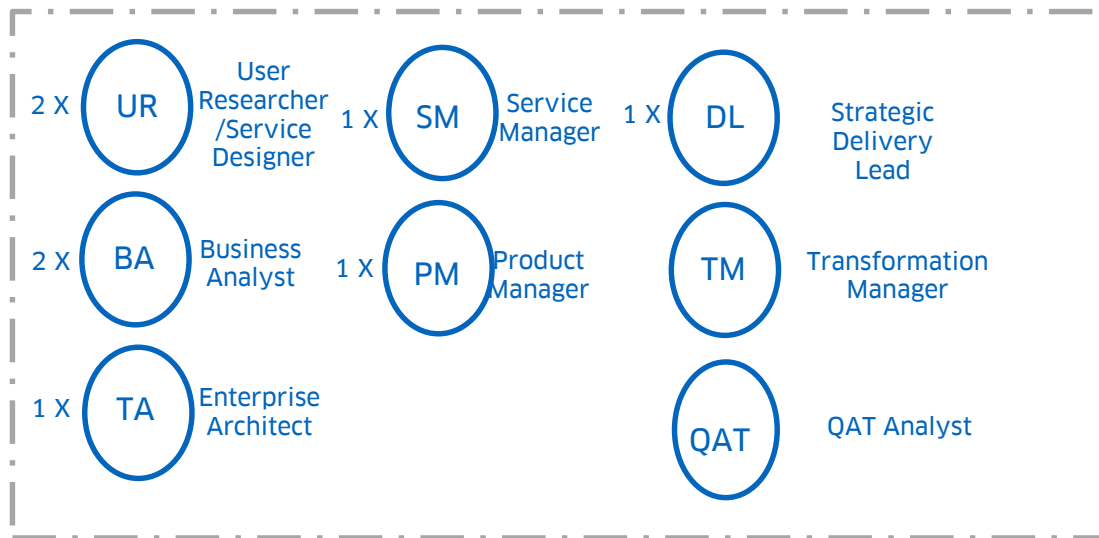 2 X
UR
User
Researcher
/Service
Designer
1 X
SM
Service
Manager
1 X
DL
Strategic
Delivery
Lead
2 X
BA
Business
Analyst
1 X
PM
Product
Manager
TM
Transformation
Manager
1 X
TA
Enterprise
Architect
QAT
QAT Analyst